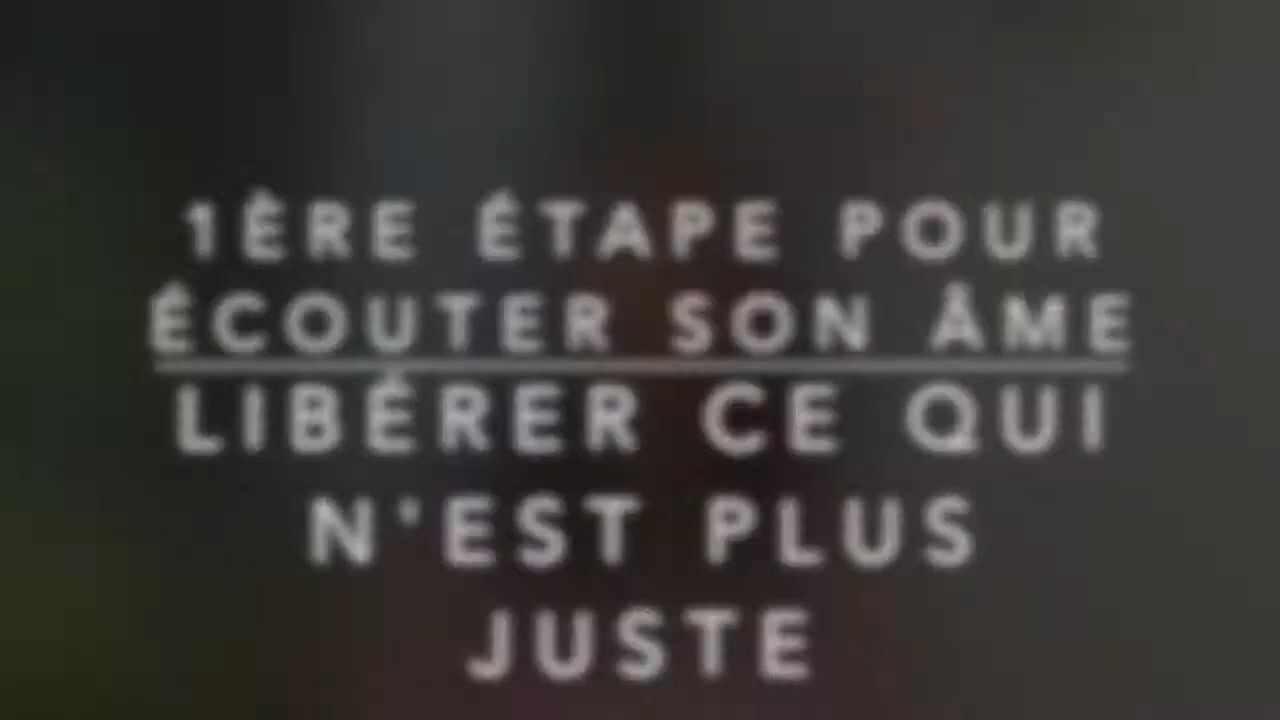 1ÈRE ÉTAPE POUR
ÉCOUTER SON ÂME
LIBÉRER CE QUI
N'EST PLUS
JUSTE